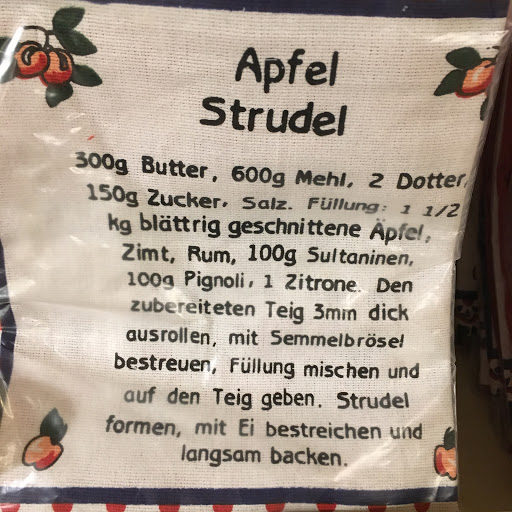 Apfel
Strudel
300g Butter, 600g Mehl, 2 Dotter,
150g Zucker, Salz. Füllung: 1 1/2
kg blättrig geschnittene Äpfel,
Zimt, Rum, 100g Sultaninen,
100g Pignoli, 1 Zitrone. Den
zubereiteten Teig 3mm dick
ausrollen, mit Semmelbrösel
bestreuen, Füllung mischen und
auf den Teig geben. Strudel
formen, mit Ei bestreichen und
langsam backen.